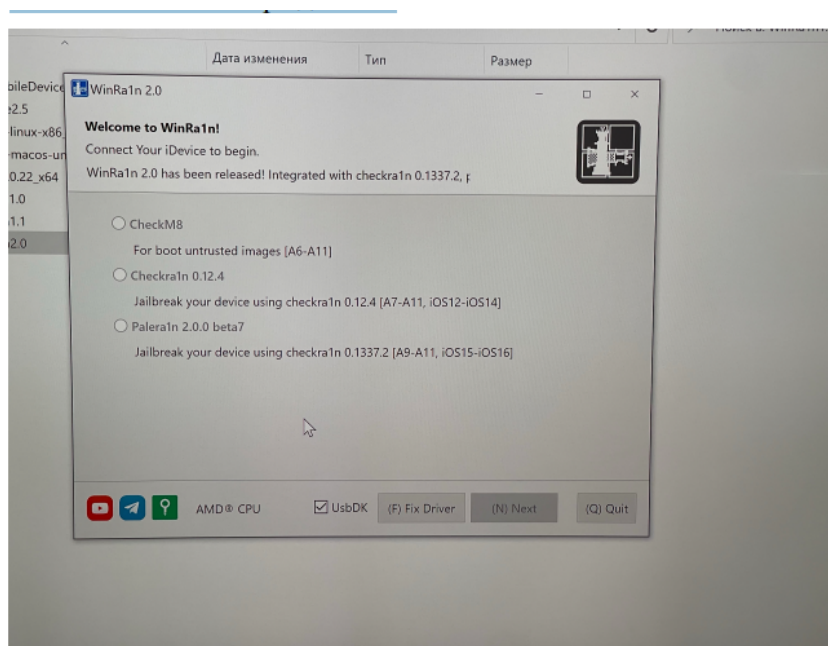 Дата изменения Тип Размер
bileDevice
2.5
linux-x86
macos-un
0.22_x64
1.0
1.1
2.0
WinRa1n 2.0
Welcome to WinRa1n!
Connect Your iDevice to begin.
WinRa1n 2.0 has been released! Integrated with checkra1n 0.1337.2,
CheckM8
For boot untrusted images [A6-A11]
Checkra1n 0.12.4
Jailbreak your device using checkra1n 0.12.4 [A7-A11, iOS12-iOS14]
Palera1n 2.0.0 beta7
Jailbreak your device using checkra1n 0.1337.2 [A9-A11, iOS15-iOS16]
AMD® CPU UsbDK (F) Fix Driver (N) Next (Q) Quit